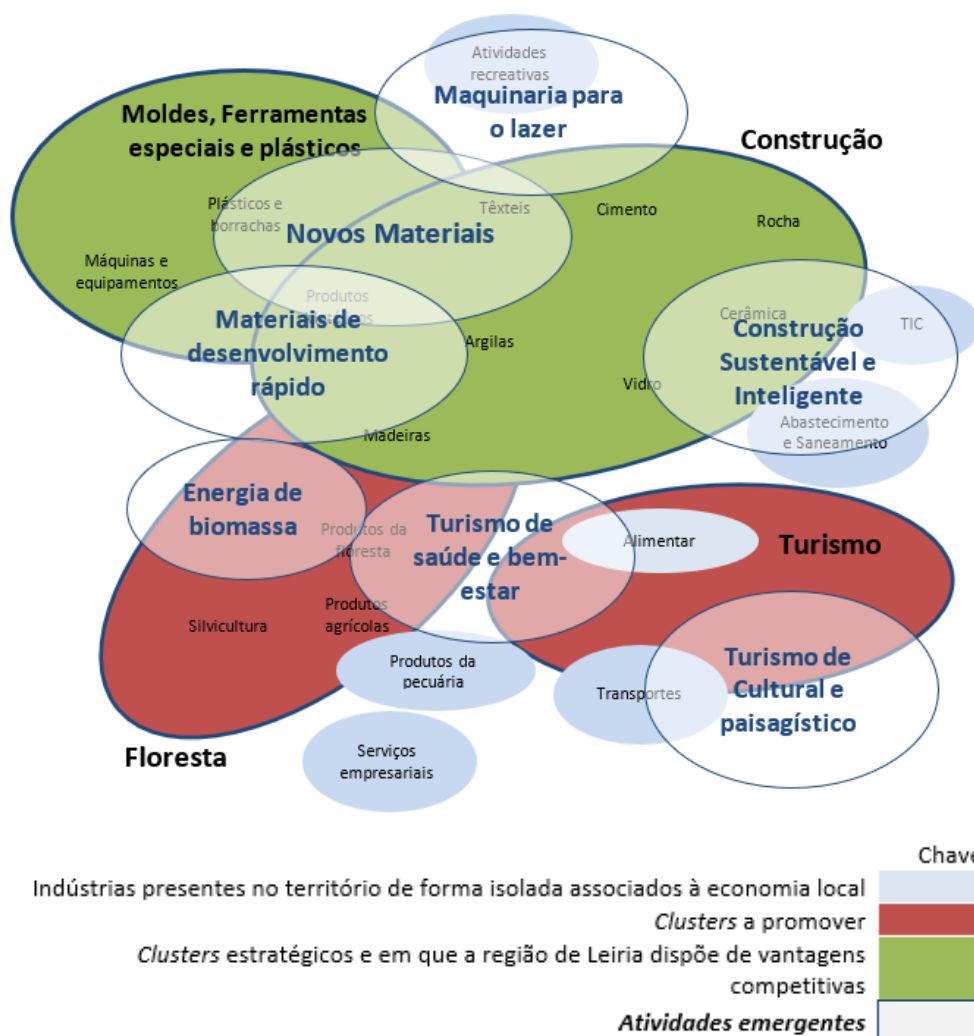 Atividades
recreativas
Maquinaria para
o lazer
Moldes, Ferramentas
especiais e plásticos
Construção
Plásticos e
borrachas
Têxteis
Cimento
Rocha
Novos Materiais
Máquinas e
equipamentos
Produtos
Materiais de
desenvolvimento
rápido
Argilas
Cerâmica
TIC
Construção
Sustentável e
Inteligente
Vidro
Abastecimento
e Saneamento
Madeiras
Energia de
biomassa
Produtos da
floresta
Turismo de
saúde e bem-
estar
Alimentar
Turismo
Silvicultura
Produtos
agrícolas
Produtos da
pecuária
Transportes
Turismo de
Cultural e
paisagístico
Floresta
Serviços
empresariais
Chave
Indústrias presentes no território de forma isolada associados à economia local
Clusters a promover
Clusters estratégicos e em que a região de Leiria dispõe de vantagens
competitivas
Atividades emergentes